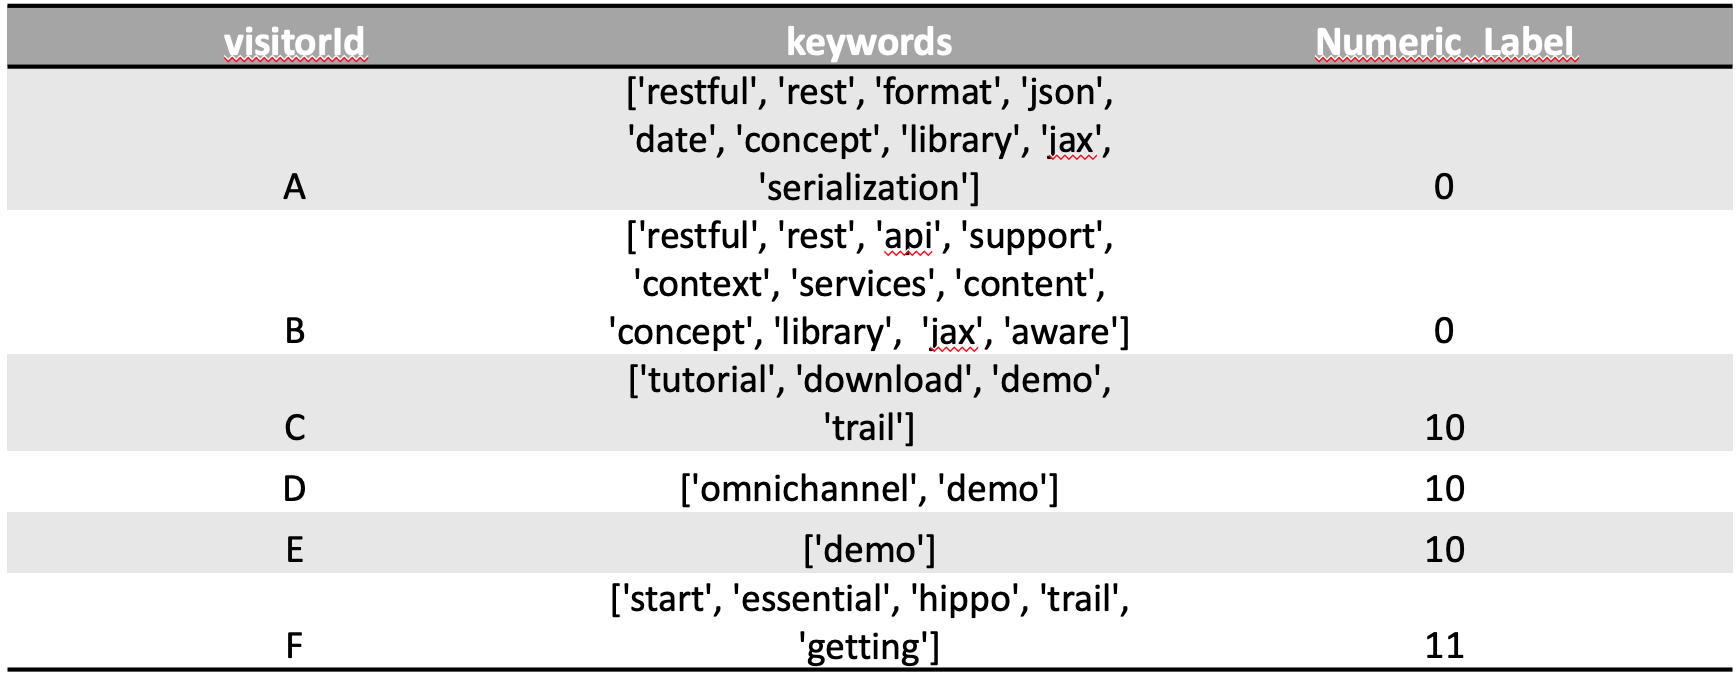 visitorId keywords Numeric_Label
['restful', 'rest', 'format', 'json',
'date', 'concept', 'library', 'jax',
A 'serialization'] 0
['restful', 'rest', 'api', 'support',
'context', 'services', 'content',
B 'concept', 'library', 'jax', 'aware'] 0
['tutorial', 'download', 'demo',
C 'trail'] 10
D ['omnichannel', 'demo'] 10
E ['demo'] 10
['start', 'essential', 'hippo', 'trail',
F 'getting'] 11